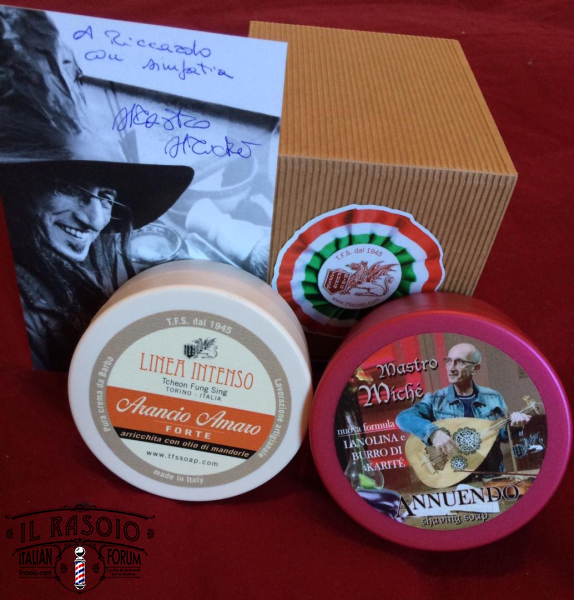 A Riccardo
con simpatia
T.F.S. dal 1945
T.F.S. dal 1945
Pura crema da Barba
Lavorazione artigianale
LINEA INTENSO
Tcheon Fung Sing
TORINO - ITALIA
Arancio Amaro
FORTE
arricchita con olio di mandorle
www.tfssoap.com
made in Italy
Mastro
Miché
nuova formula
LANOLINA e
BURRO DI
KARITÉ
ANNUENDO
shaving soap
IL RASOIO
ITALIAN FORUM